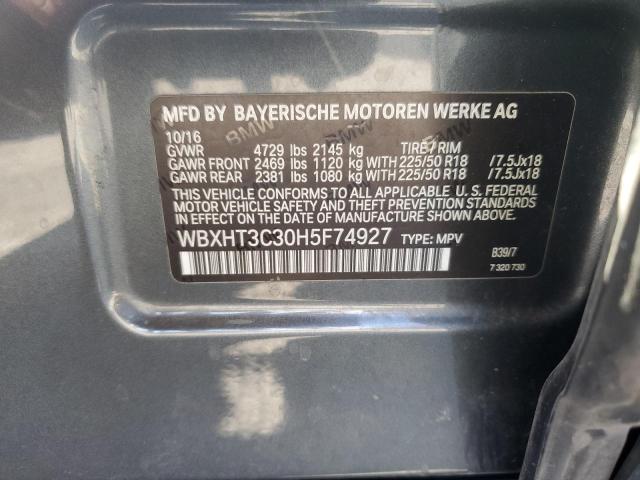 MFD BY BAYERISCHE MOTOREN WERKE AG
10/16
GVWR 4729 lbs 2145 kg TIRE / RIM
GAWR FRONT 2469 lbs 1120 kg WITH 225/50 R18 /7.5Jx18
GAWR REAR 2381 lbs 1080 kg WITH 225/50 R18 /7.5Jx18
THIS VEHICLE CONFORMS TO ALL APPLICABLE U. S. FEDERAL
MOTOR VEHICLE SAFETY, BUMPER AND THEFT PREVENTION STANDARDS
IN EFFECT ON THE DATE OF MANUFACTURE SHOWN ABOVE.
WBXHT3C30H5F74927 TYPE: MPV
B39/7
7 320 730